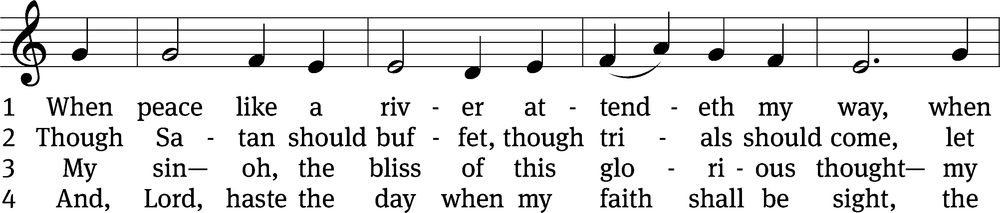 1 When peace like a riv - er at - tend - eth my way, when
2 Though Sa - tan should buf - fet, though tri - als should come, let
3 My sin— oh, the bliss of this glo - ri - ous thought— my
4 And, Lord, haste the day when my faith shall be sight, the